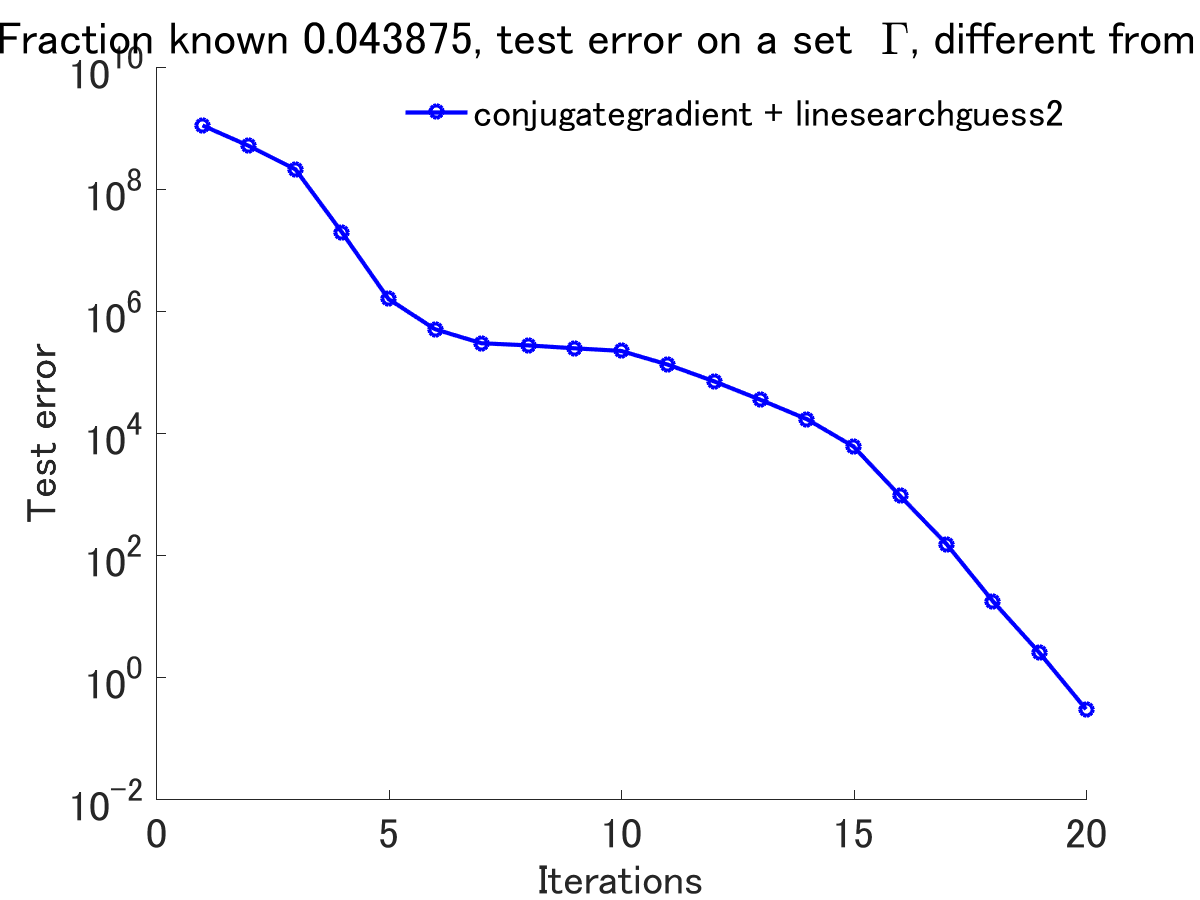 Fraction known 0.043875, test error on a set Γ, different from
10^10
conjugategradient + linesearchguess2
10^8
10^6
10^4
10^2
10^0
10^-2
Test error
0 5 10 15 20
Iterations